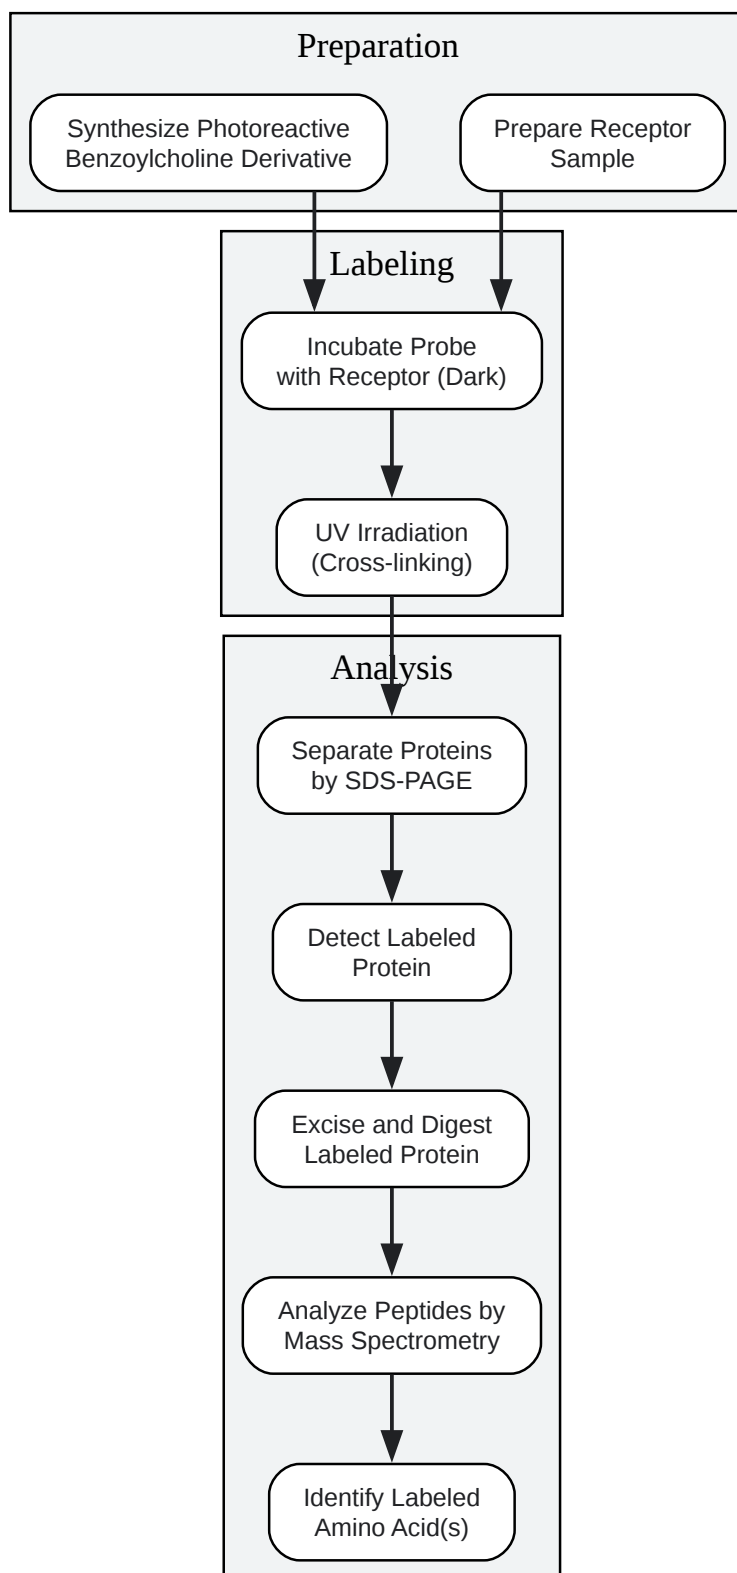 Preparation
Synthesize Photoreactive
Benzoylcholine Derivative
Prepare Receptor
Sample
Labeling
Incubate Probe
with Receptor (Dark)
UV Irradiation
(Cross-linking)
Analysis
Separate Proteins
by SDS-PAGE
Detect Labeled
Protein
Excise and Digest
Labeled Protein
Analyze Peptides by
Mass Spectrometry
Identify Labeled
Amino Acid(s)